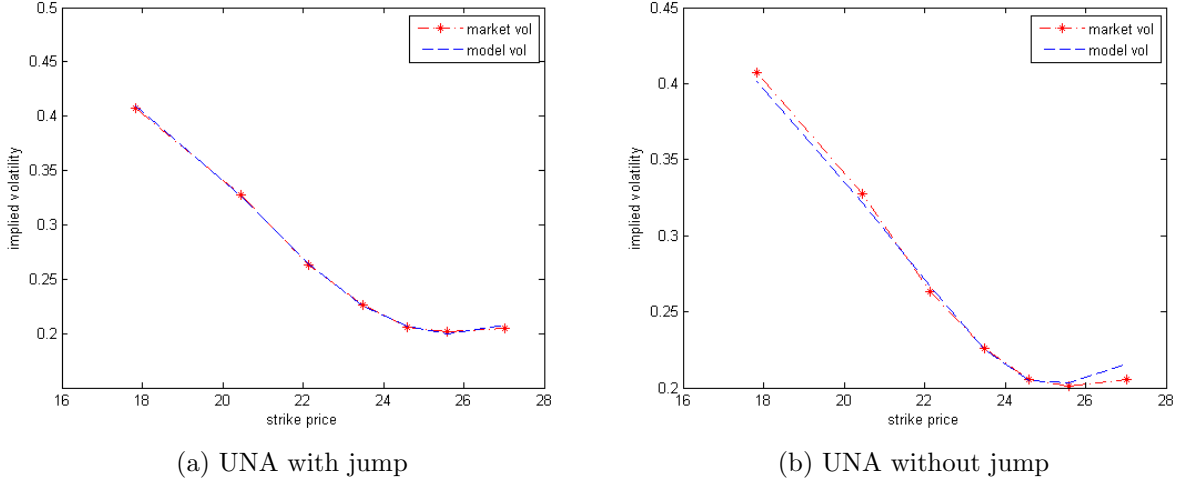 0.5
0.45
0.4
0.35
0.3
0.25
0.2
16
18
20
22
24
26
28
implied volatility
strike price
market vol
model vol
(a) UNA with jump
0.45
0.4
0.35
0.3
0.25
0.2
16
18
20
22
24
26
28
implied volatility
strike price
market vol
model vol
(b) UNA without jump